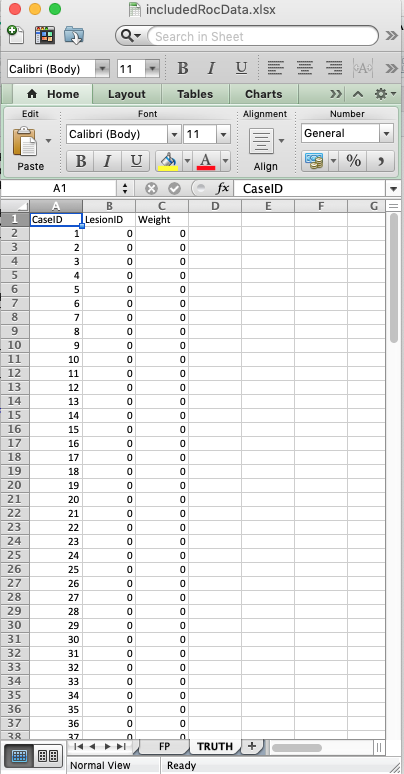 includedRocData.xlsx
Search in Sheet
Calibri (Body) 11 B I U ABC A
Home Layout Tables Charts
Edit Font Alignment Number
Calibri (Body) 11 General
Paste B I U A Align % ,
A1 fx CaseID
A B C D E F G
1 CaseID LesionID Weight
2 1 0 0
3 2 0 0
4 3 0 0
5 4 0 0
6 5 0 0
7 6 0 0
8 7 0 0
9 8 0 0
10 9 0 0
11 10 0 0
12 11 0 0
13 12 0 0
14 13 0 0
15 14 0 0
16 15 0 0
17 16 0 0
18 17 0 0
19 18 0 0
20 19 0 0
21 20 0 0
22 21 0 0
23 22 0 0
24 23 0 0
25 24 0 0
26 25 0 0
27 26 0 0
28 27 0 0
29 28 0 0
30 29 0 0
31 30 0 0
32 31 0 0
33 32 0 0
34 33 0 0
35 34 0 0
36 35 0 0
37 36 0 0
38 37 0 0
FP TRUTH
Normal View Ready